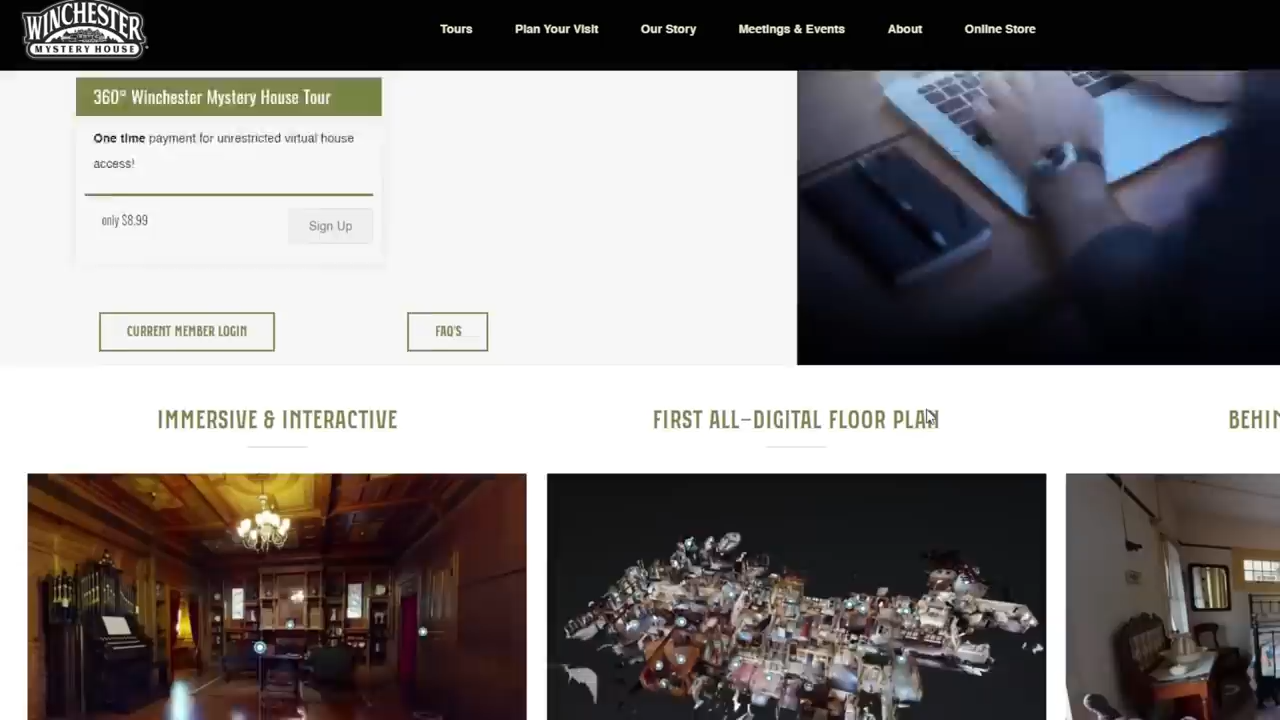 WINCHESTER
MYSTERY HOUSE
Tours
Plan Your Visit
Our Story
Meetings & Events
About
Online Store
360° Winchester Mystery House Tour
One time payment for unrestricted virtual house
access!
only $8.99
Sign Up
CURRENT MEMBER LOGIN
FAQ'S
IMMERSIVE & INTERACTIVE
FIRST ALL-DIGITAL FLOOR PLAN